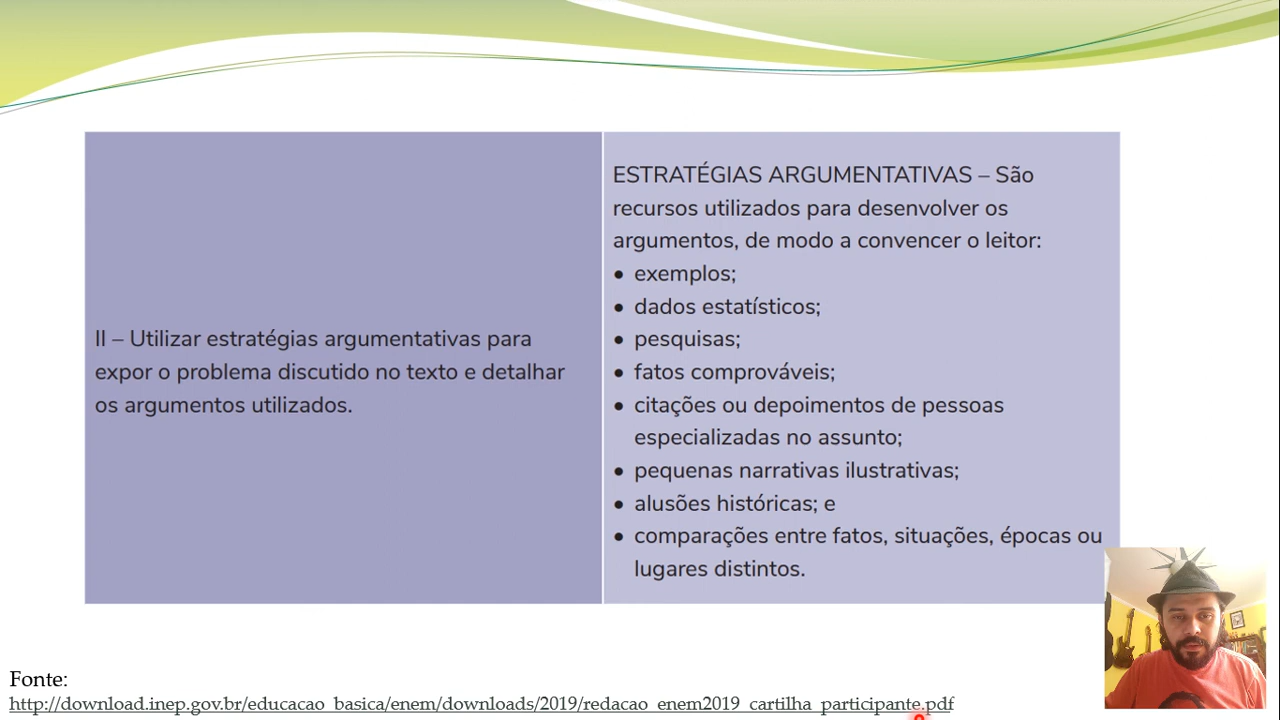 II – Utilizar estratégias argumentativas para
expor o problema discutido no texto e detalhar
os argumentos utilizados.
ESTRATÉGIAS ARGUMENTATIVAS – São
recursos utilizados para desenvolver os
argumentos, de modo a convencer o leitor:
• exemplos;
• dados estatísticos;
• pesquisas;
• fatos comprováveis;
• citações ou depoimentos de pessoas
especializadas no assunto;
• pequenas narrativas ilustrativas;
• alusões históricas; e
• comparações entre fatos, situações, épocas ou
lugares distintos.
Fonte:
http://download.inep.gov.br/educacao_basica/enem/downloads/2019/redacao_enem2019_cartilha_participante.pdf